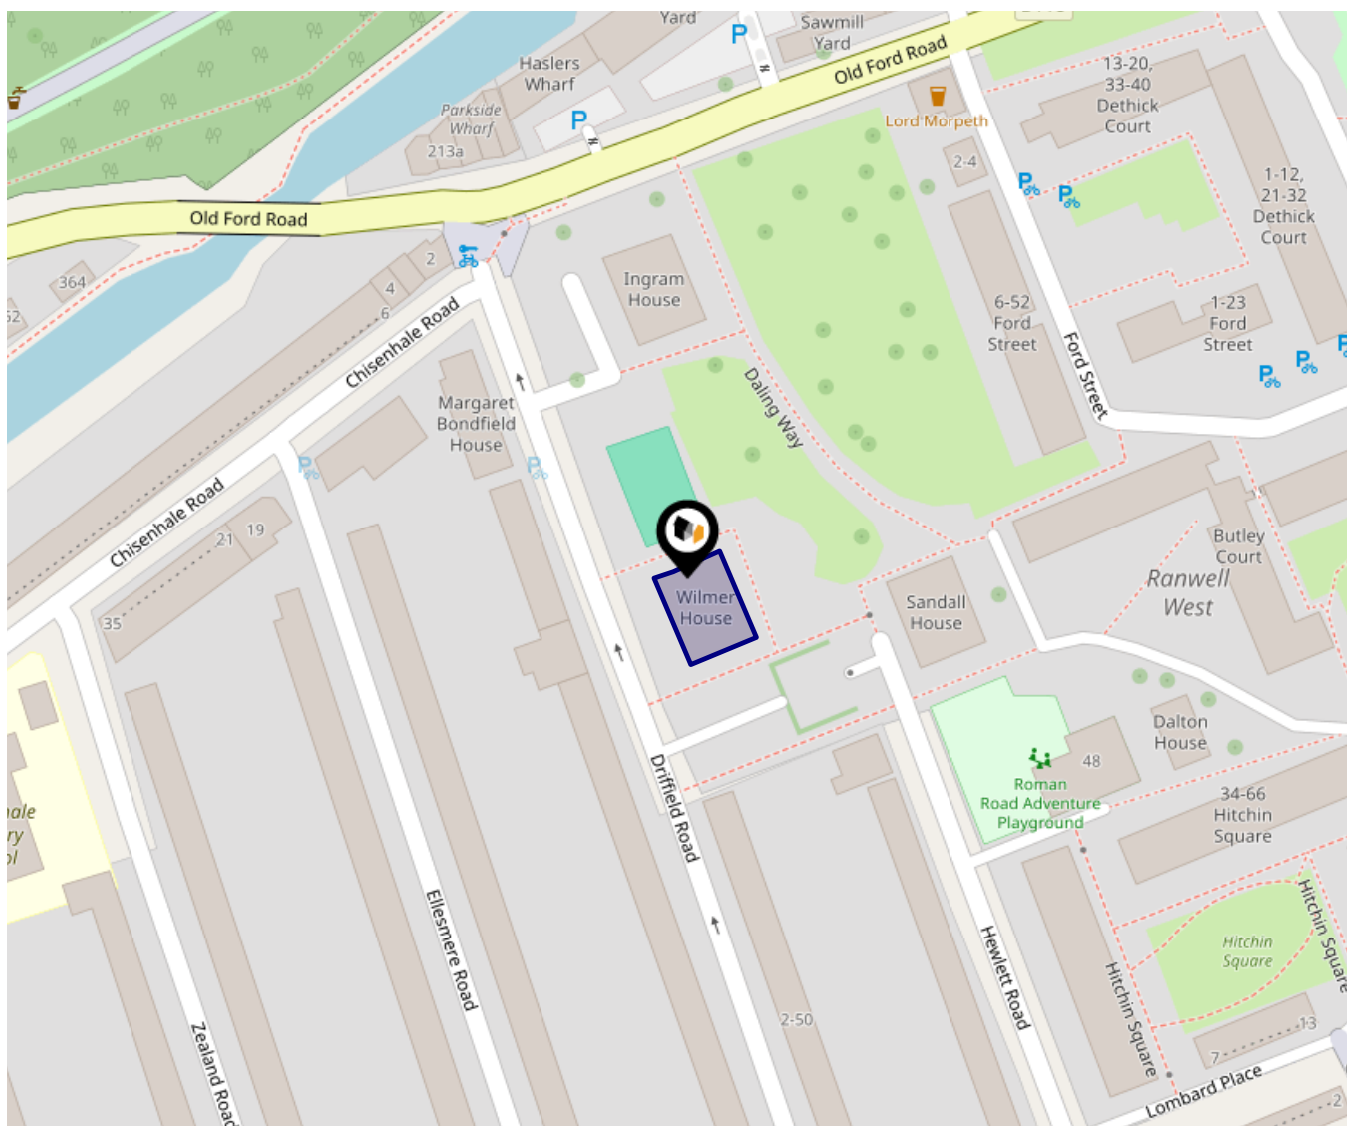 Yard
Sawmill
Yard
Haslers
Wharf
Old Ford Road
Parkside
Wharf
213a
Lord Morpeth
13-20,
33-40
Dethick
Court
2-4
1-12,
21-32
Dethick
Court
Old Ford Road
364
2
4
6
Ingram
House
6-52
Ford
Street
1-23
Ford
Street
Chisenhale Road
Ford Street
Margaret
Bondfield
House
Daling Way
Chisenhale Road
21
19
35
Wilmer
House
Sandall
House
Butley
Court
Ranwell
West
Dalton
House
48
Roman
Road Adventure
Playground
34-66
Hitchin
Square
Driffield Road
Ellesmere Road
Zealand Road
Hewlett Road
Hitchin Square
Hitchin
Square
Hitchin Square
2-50
7
13
Lombard Place
2